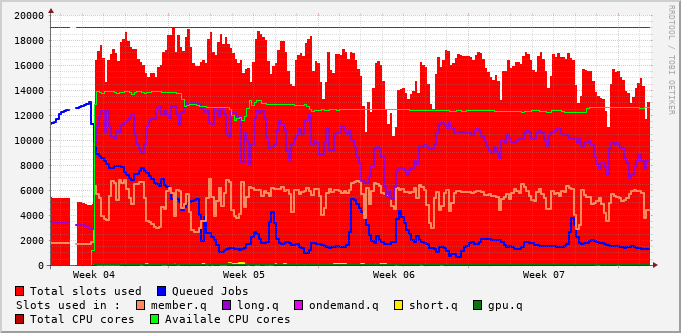 20000
18000
16000
14000
12000
10000
8000
6000
4000
2000
0
Week 04 Week 05 Week 06 Week 07
RRDTOOL / TOBI OETIKER
Total slots used Queued Jobs
Slots used in : member.q long.q ondemand.q short.q gpu.q
Total CPU cores Availale CPU cores